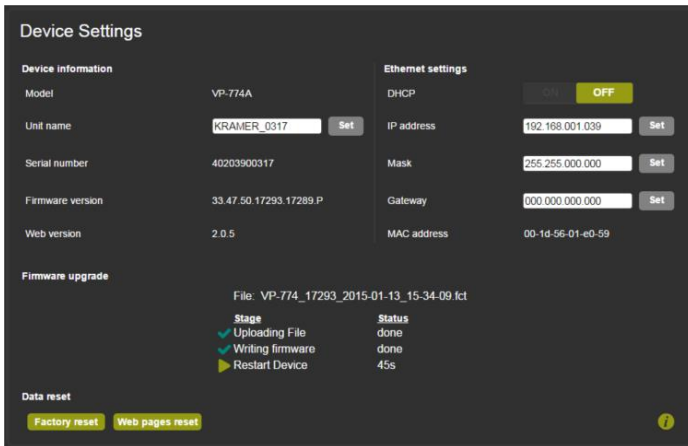 Device Settings
Device information
Model VP-774A
Unit name KRAMER_0317 Set
Serial number 40203900317
Firmware version 33.47.50.17293.17289.P
Web version 2.0.5
Ethernet settings
DHCP ON OFF
IP address 192.168.001.039 Set
Mask 255.255.000.000 Set
Gateway 000.000.000.000 Set
MAC address 00-1d-56-01-e0-59
Firmware upgrade
File: VP-774_17293_2015-01-13_15-34-09.fct
Stage Status
Uploading File done
Writing firmware done
Restart Device 45s
Data reset
Factory reset Web pages reset i